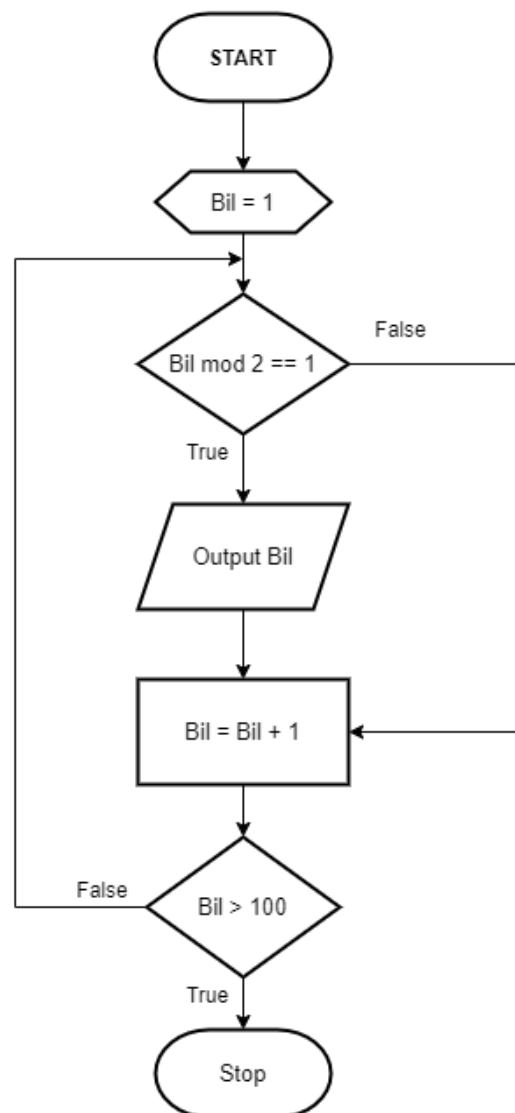 START
Bil = 1
False
Bil mod 2 == 1
True
Output Bil
Bil = Bil + 1
False
Bil > 100
True
Stop